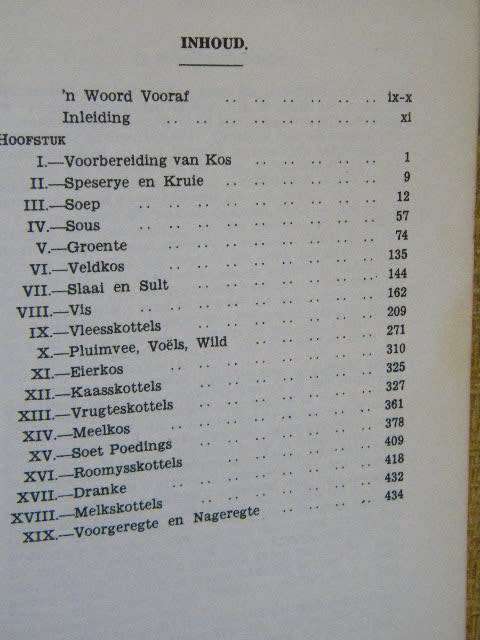 INHOUD.
'n Woord Vooraf .. .. .. .. .. .. ix-x
Inleiding .. .. .. .. .. .. .. .. xi
HOOFSTUK
I.—Voorbereiding van Kos .. .. .. .. .. 1
II.—Speserye en Kruie .. .. .. .. .. .. 9
III.—Soep .. .. .. .. .. .. .. .. .. 12
IV.—Sous .. .. .. .. .. .. .. .. .. 57
V.—Groente .. .. .. .. .. .. .. .. 74
VI.—Veldkos .. .. .. .. .. .. .. .. 135
VII.—Slaai en Sult .. .. .. .. .. .. .. 144
VIII.—Vis .. .. .. .. .. .. .. .. .. 162
IX.—Vleesskottels .. .. .. .. .. .. .. 209
X.—Pluimvee, Voëls, Wild .. .. .. .. .. 271
XI.—Eierkos .. .. .. .. .. .. .. .. 310
XII.—Kaasskottels .. .. .. .. .. .. .. 325
XIII.—Vrugteskottels .. .. .. .. .. .. .. 327
XIV.—Meelkos .. .. .. .. .. .. .. .. 361
XV.—Soet Poedings .. .. .. .. .. .. .. 378
XVI.—Roomysskottels .. .. .. .. .. .. 409
XVII.—Dranke .. .. .. .. .. .. .. .. 418
XVIII.—Melkskottels .. .. .. .. .. .. .. 432
XIX.—Voorgeregte en Nageregte .. .. .. .. 434